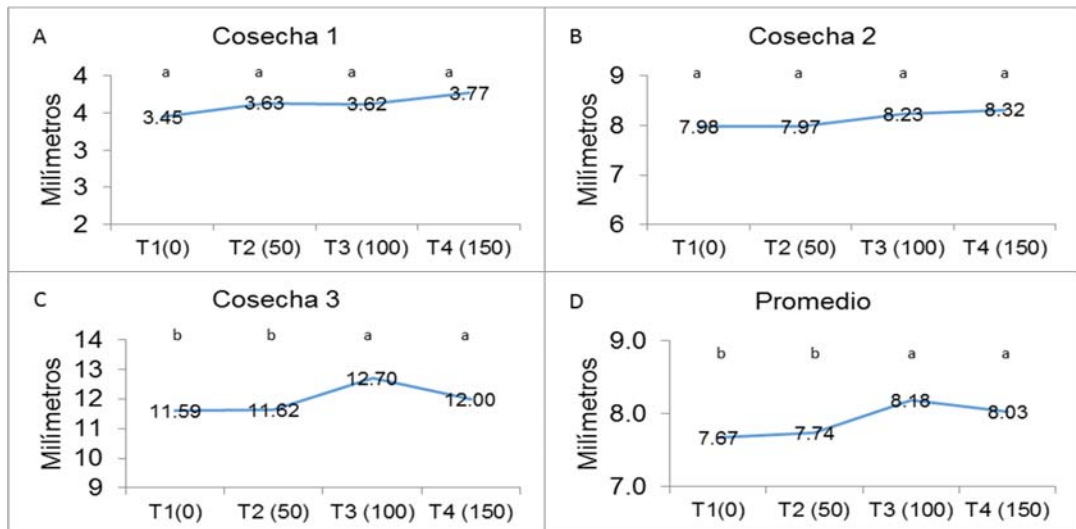 A
Cosecha 1
a a a a
4
4
3
3
2
Milímetros
3.45 3.63 3.62 3.77
T1(0) T2 (50) T3 (100) T4 (150)
B
Cosecha 2
a a a a
9
8
7
6
Milímetros
7.98 7.97 8.23 8.32
T1(0) T2 (50) T3 (100) T4 (150)
C
Cosecha 3
b b a a
14
13
12
11
10
9
Milímetros
11.59 11.62 12.70 12.00
T1(0) T2 (50) T3 (100) T4 (150)
D
Promedio
b b a a
9.0
8.0
7.0
Milímetros
7.67 7.74 8.18 8.03
T1(0) T2 (50) T3 (100) T4 (150)